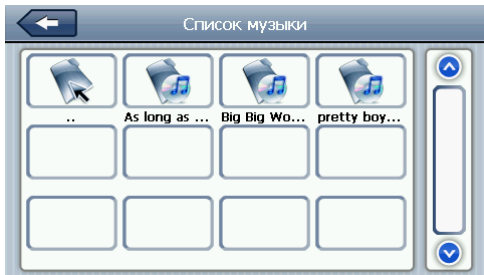 Список музыки
..
As long as ...
Big Big Wo...
pretty boy...